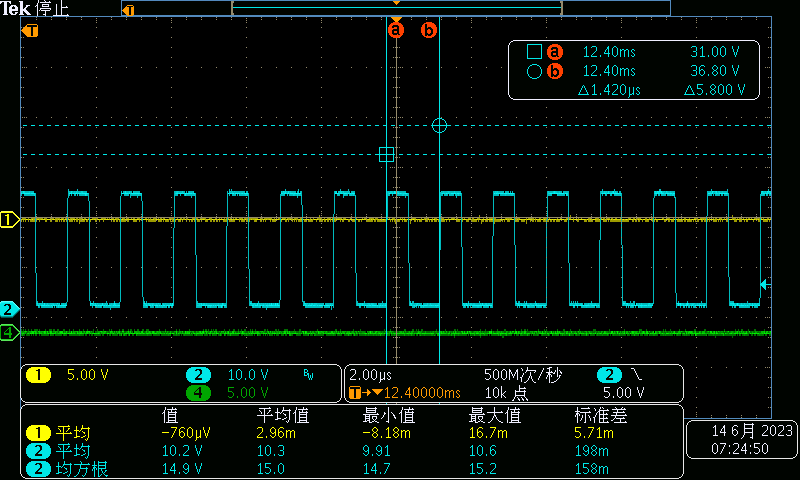 Tek 停止
T
T
a b
a 12.40ms 31.00 V
b 12.40ms 36.80 V
△1.420μs △5.800 V
1
2
4
1 5.00 V 2 10.0 V BW
4 5.00 V
2.00μs 500M次/秒 2
T→▼12.40000ms 10k 点 5.00 V
值 平均值 最小值 最大值 标准差
1 平均 −760μV 2.96m −8.18m 16.7m 5.71m
2 平均 10.2 V 10.3 9.91 10.6 198m
2 均方根 14.9 V 15.0 14.7 15.2 158m
14 6月 2023
07:24:50